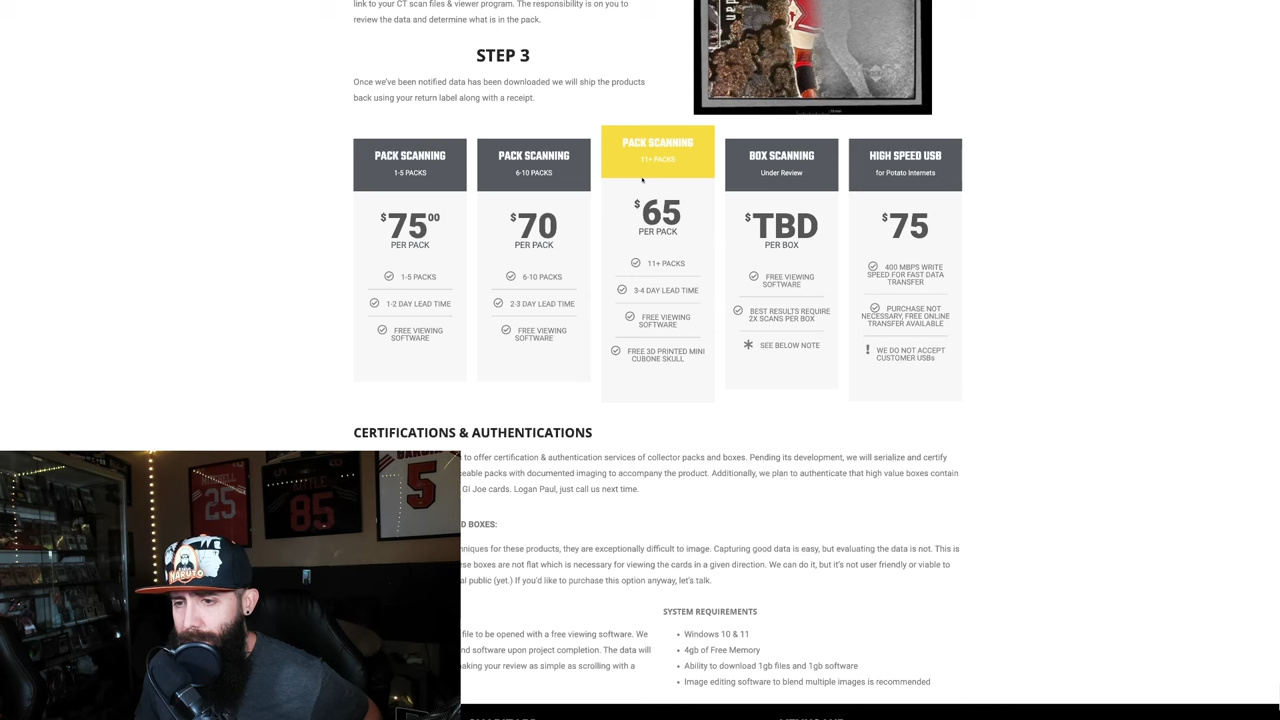 link to your CT scan files & viewer program. The responsibility is on you to
review the data and determine what is in the pack.
STEP 3
Once we've been notified data has been downloaded we will ship the products
back using your return label along with a receipt.
PACK SCANNING
1-5 PACKS
$75 00
PER PACK
1-5 PACKS
1-2 DAY LEAD TIME
FREE VIEWING
SOFTWARE
PACK SCANNING
6-10 PACKS
$70
PER PACK
6-10 PACKS
2-3 DAY LEAD TIME
FREE VIEWING
SOFTWARE
PACK SCANNING
11+ PACKS
$65
PER PACK
11+ PACKS
3-4 DAY LEAD TIME
FREE VIEWING
SOFTWARE
FREE 3D PRINTED MINI
CUBONE SKULL
BOX SCANNING
Under Review
$TBD
PER BOX
FREE VIEWING
SOFTWARE
BEST RESULTS REQUIRE
2X SCANS PER BOX
SEE BELOW NOTE
HIGH SPEED USB
for Potato Internets
$75
400 MBPS WRITE
SPEED FOR FAST DATA
TRANSFER
PURCHASE NOT
NECESSARY, FREE ONLINE
TRANSFER AVAILABLE
WE DO NOT ACCEPT
CUSTOMER USBs
CERTIFICATIONS & AUTHENTICATIONS
to offer certification & authentication services of collector packs and boxes. Pending its development, we will serialize and certify
packs with documented imaging to accompany the product. Additionally, we plan to authenticate that high value boxes contain
GI Joe cards. Logan Paul, just call us next time.
BOXES:
for these products, they are exceptionally difficult to image. Capturing good data is easy, but evaluating the data is not. This is
boxes are not flat which is necessary for viewing the cards in a given direction. We can do it, but it's not user friendly or viable to
public (yet.) If you'd like to purchase this option anyway, let's talk.
file to be opened with a free viewing software. We
software upon project completion. The data will
making your review as simple as scrolling with a
SYSTEM REQUIREMENTS
• Windows 10 & 11
• 4gb of Free Memory
• Ability to download 1gb files and 1gb software
• Image editing software to blend multiple images is recommended
25
85
5
NARUTO